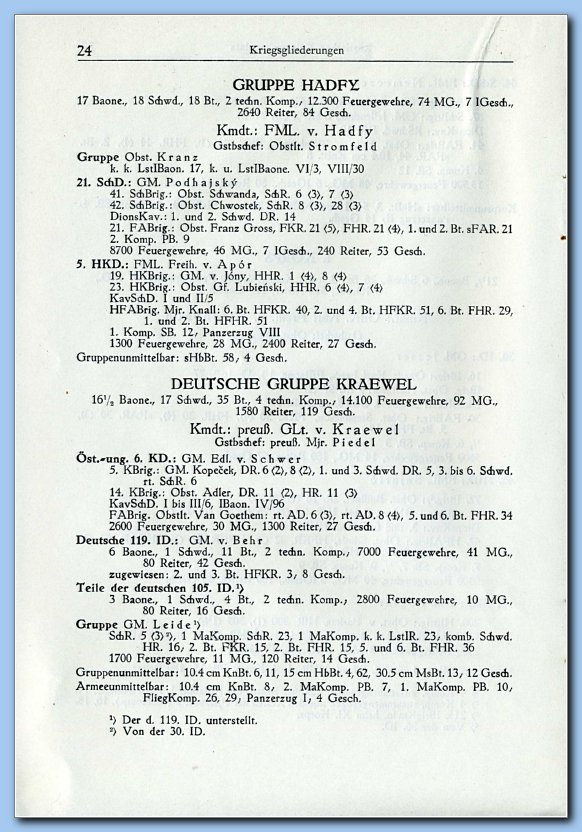 24 Kriegsgliederungen
GRUPPE HADFY
17 Baone., 18 Schwd., 18 Bt., 2 techn. Komp., 12.300 Feuergewehre, 74 MG., 7 IGesch.,
2640 Reiter, 84 Gesch.
Kmdt.: FML. v. Hadfy
Gstbschef: Obstlt. Stromfeld
Gruppe Obst. Kranz
k. k. LstIBaon. 17, k. u. LstIBaone. VI/3, VIII/30
21. SchD.: GM. Podhajský
41. SchBrig.: Obst. Schwanda, SchR. 6 (3), 7 (3)
42. SchBrig.: Obst. Chwostek, SchR. 8 (3), 28 (3)
DionsKav.: 1. und 2. Schwd. DR. 14
21. FABrig.: Obst. Franz Gross, FKR. 21 (5), FHR. 21 (4), 1. und 2. Bt. sFAR. 21
2. Komp. PB. 9
8700 Feuergewehre, 46 MG., 7 IGesch., 240 Reiter, 53 Gesch.
5. HKD.: FML. Freih. v. Apór
19. HKBrig.: GM. v. Jóny, HHR. 1 (4), 8 (4)
23. HKBrig.: Obst. Gf. Lubieński, HHR. 6 (4), 7 (4)
KavSchD. I und II/5
HFABrig. Mjr. Knall: 6. Bt. HFKR. 40, 2. und 4. Bt. HFKR. 51, 6. Bt. FHR. 29,
1. und 2. Bt. HFHR. 51
1. Komp. SB. 12, Panzerzug VIII
1300 Feuergewehre, 28 MG., 2400 Reiter, 27 Gesch.
Gruppenunmittelbar: sHbBt. 58, 4 Gesch.
DEUTSCHE GRUPPE KRAEWEL
16½ Baone., 17 Schwd., 35 Bt., 4 techn. Komp., 14.100 Feuergewehre, 92 MG.,
1580 Reiter, 119 Gesch.
Kmdt.: preuß. GLt. v. Kraewel
Gstbschef: preuß. Mjr. Piedel
Öst.-ung. 6. KD.: GM. Edl. v. Schwer
5. KBrig.: GM. Kopeček, DR. 6 (2), 8 (2), 1. und 3. Schwd. DR. 5, 3. bis 6. Schwd.
rt. SchR. 6
14. KBrig.: Obst. Adler, DR. 11 (2), HR. 11 (3)
KavSchD. I bis III/6, IBaon. IV/96
FABrig. Obstlt. Van Goethem: rt. AD. 6 (3), rt. AD. 8 (4), 5. und 6. Bt. FHR. 34
2600 Feuergewehre, 30 MG., 1300 Reiter, 27 Gesch.
Deutsche 119. ID.: GM. v. Behr
6 Baone., 1 Schwd., 11 Bt., 2 techn. Komp., 7000 Feuergewehre, 41 MG.,
80 Reiter, 42 Gesch.
zugewiesen: 2. und 3. Bt. HFKR. 3, 8 Gesch.
Teile der deutschen 105. ID.¹)
3 Baone., 1 Schwd., 4 Bt., 2 techn. Komp., 2800 Feuergewehre, 10 MG.,
80 Reiter, 16 Gesch.
Gruppe GM. Leide¹)
SchR. 5 (3)²), 1 MaKomp. SchR. 23, 1 MaKomp. k. k. LstIR. 23, komb. Schwd.
HR. 16, 2. Bt. FKR. 15, 2. Bt. FHR. 15, 5. und 6. Bt. FHR. 36
1700 Feuergewehre, 11 MG., 120 Reiter, 14 Gesch.
Gruppenunmittelbar: 10.4 cm KnBt. 6, 11, 15 cm HbBt. 4, 62, 30.5 cm MsBt. 13, 12 Gesch.
Armeeunmittelbar: 10.4 cm KnBt. 8, 2. MaKomp. PB. 7, 1. MaKomp. PB. 10,
FliegKomp. 26, 29, Panzerzug I, 4 Gesch.
¹) Der d. 119. ID. unterstellt.
²) Von der 30. ID.